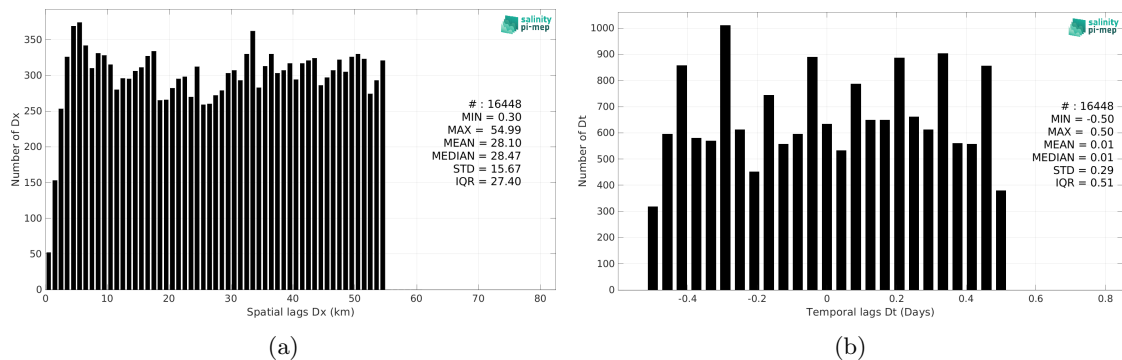 salinity
pi-mep
350
300
250
200
150
100
50
0
Number of Dx
# : 16448
MIN = 0.30
MAX = 54.99
MEAN = 28.10
MEDIAN = 28.47
STD = 15.67
IQR = 27.40
0 10 20 30 40 50 60 70 80
Spatial lags Dx (km)
(a)
salinity
pi-mep
1000
900
800
700
600
500
400
300
200
100
0
Number of Dt
# : 16448
MIN = -0.50
MAX = 0.50
MEAN = 0.01
MEDIAN = 0.01
STD = 0.29
IQR = 0.51
-0.4 -0.2 0 0.2 0.4 0.6 0.8
Temporal lags Dt (Days)
(b)